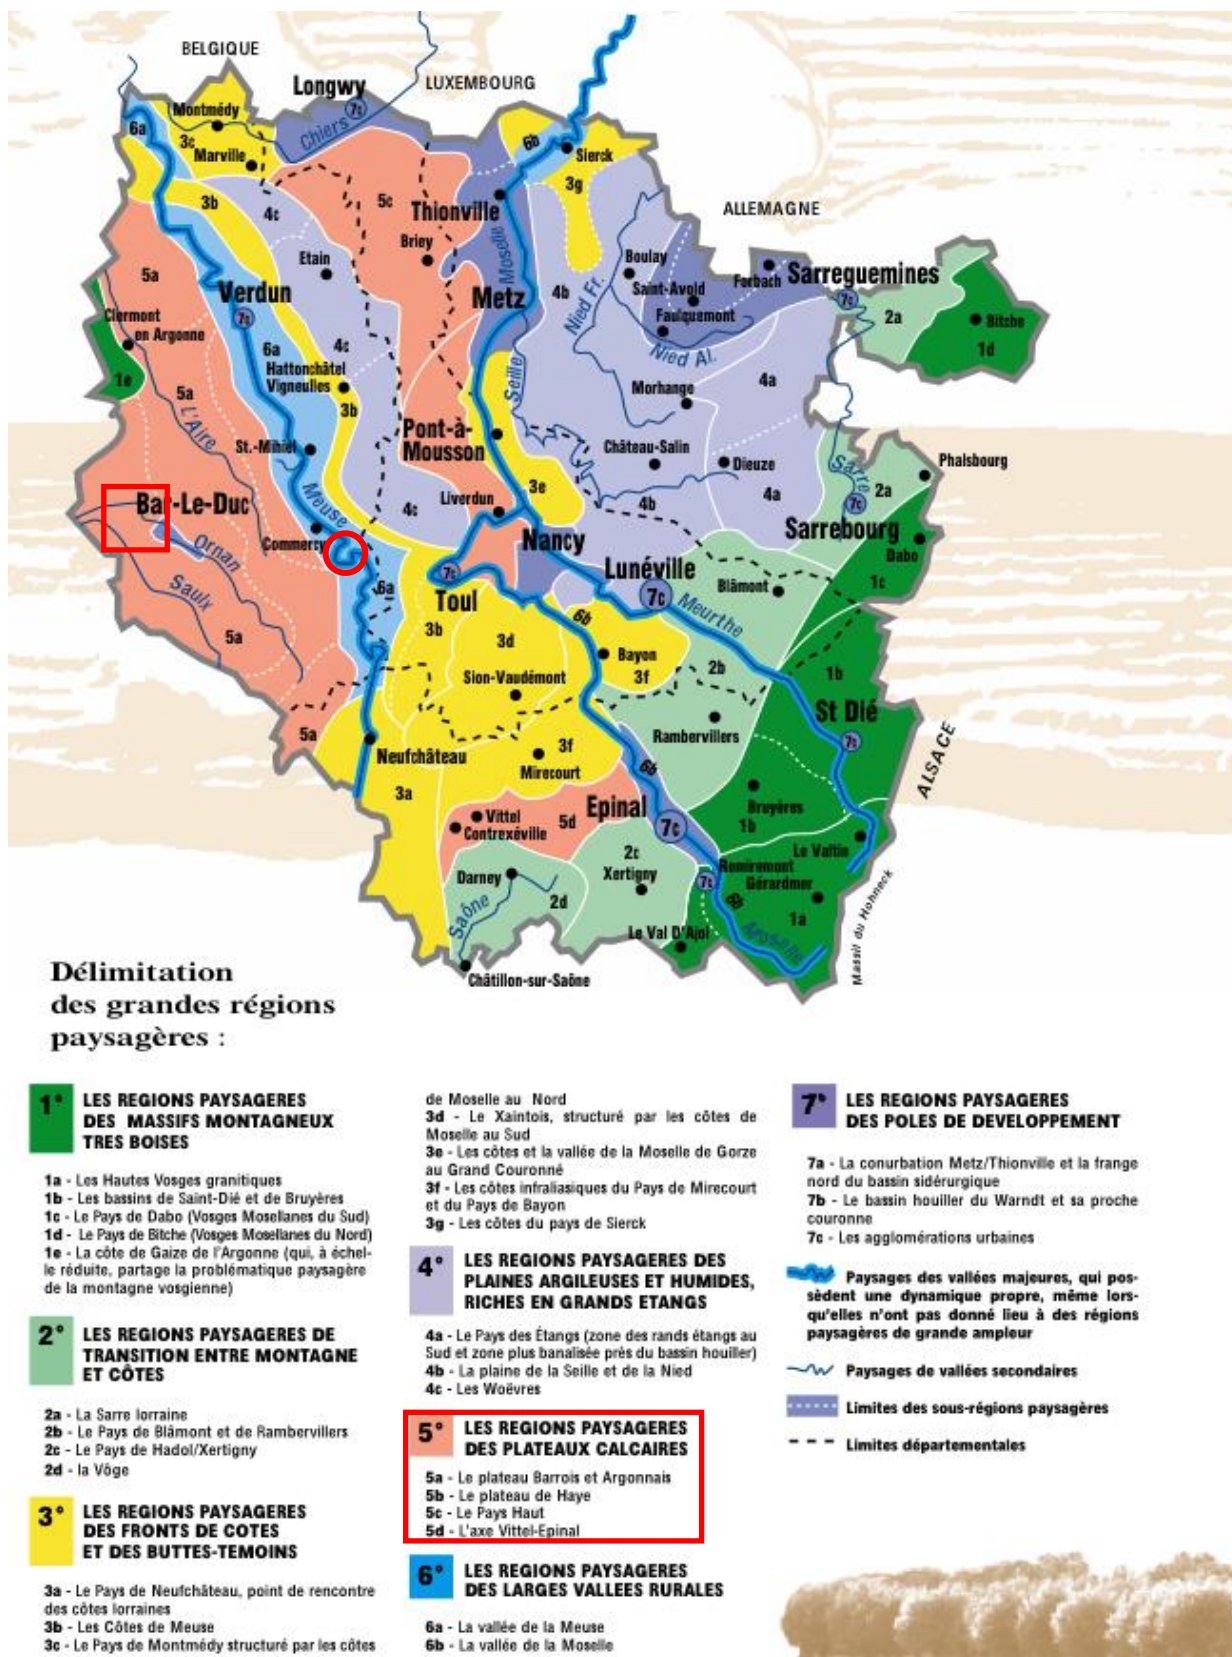 BELGIQUE
LUXEMBOURG
Longwy
7c
Chiers
Montmédy
6a
3c
Marville
6b
Sierck
3g
3b
4c
5c
Thionville
Moselle
Briey
ALLEMAGNE
Etain
5a
Verdun
7c
Metz
4b
Nied Fr.
Boulay
Saint-Avold
Forbach
Sarreguemines
7c
2a
Bitche
1d
Faulquemont
Nied Al.
Clermont
en Argonne
1e
6a
4c
Hattonchâtel
Vigneulles
3b
5a
L'Aire
Seille
Morhange
4a
Pont-à-
Mousson
St.-Mihiel
Château-Salin
Dieuze
Sarre
7c
2a
Phalsbourg
Bar-Le-Duc
Meuse
4c
Liverdun
3e
4b
4a
Sarrebourg
Dabo
Ornan
Commercy
Nancy
Lunéville
7c
Blâmont
1c
Saulx
6a
7c
Toul
Meurthe
5a
3b
3d
6b
Bayon
3f
2b
1b
Sion-Vaudémont
St Dié
7c
5a
Neufchâteau
3f
Mirecourt
Rambervillers
ALSACE
3a
6b
Vittel
Contrexéville
5d
Epinal
7c
Bruyères
1b
Le Valtin
2c
Xertigny
7c
Remiremont
Gérardmer
Darney
2d
6b
1a
Saône
Le Val D'Ajol
Moselle
Massif du Hohneck
Châtillon-sur-Saône
Délimitation
des grandes régions
paysagères :
1°
LES REGIONS PAYSAGERES
DES MASSIFS MONTAGNEUX
TRES BOISES
1a - Les Hautes Vosges granitiques
1b - Les bassins de Saint-Dié et de Bruyères
1c - Le Pays de Dabo (Vosges Mosellanes du Sud)
1d - Le Pays de Bitche (Vosges Mosellanes du Nord)
1e - La côte de Gaize de l'Argonne (qui, à échel-
le réduite, partage la problématique paysagère
de la montagne vosgienne)
2°
LES REGIONS PAYSAGERES DE
TRANSITION ENTRE MONTAGNE
ET CÔTES
2a - La Sarre lorraine
2b - Le Pays de Blâmont et de Rambervillers
2c - Le Pays de Hadol/Xertigny
2d - la Vôge
3°
LES REGIONS PAYSAGERES
DES FRONTS DE COTES
ET DES BUTTES-TEMOINS
3a - Le Pays de Neufchâteau, point de rencontre
des côtes lorraines
3b - Les Côtes de Meuse
3c - Le Pays de Montmédy structuré par les côtes
de Moselle au Nord
3d - Le Xaintois, structuré par les côtes de
Moselle au Sud
3e - Les côtes et la vallée de la Moselle de Gorze
au Grand Couronné
3f - Les côtes infraliasiques du Pays de Mirecourt
et du Pays de Bayon
3g - Les côtes du pays de Sierck
4°
LES REGIONS PAYSAGERES DES
PLAINES ARGILEUSES ET HUMIDES,
RICHES EN GRANDS ETANGS
4a - Le Pays des Étangs (zone des rands étangs au
Sud et zone plus banalisée près du bassin houiller)
4b - La plaine de la Seille et de la Nied
4c - Les Woëvres
5°
LES REGIONS PAYSAGERES
DES PLATEAUX CALCAIRES
5a - Le plateau Barrois et Argonnais
5b - Le plateau de Haye
5c - Le Pays Haut
5d - L'axe Vittel-Epinal
6°
LES REGIONS PAYSAGERES
DES LARGES VALLEES RURALES
6a - La vallée de la Meuse
6b - La vallée de la Moselle
7°
LES REGIONS PAYSAGERES
DES POLES DE DEVELOPPEMENT
7a - La conurbation Metz/Thionville et la frange
nord du bassin sidérurgique
7b - Le bassin houiller du Warndt et sa proche
couronne
7c - Les agglomérations urbaines
Paysages des vallées majeures, qui pos-
sèdent une dynamique propre, même lors-
qu'elles n'ont pas donné lieu à des régions
paysagères de grande ampleur
Paysages de vallées secondaires
Limites des sous-régions paysagères
Limites départementales